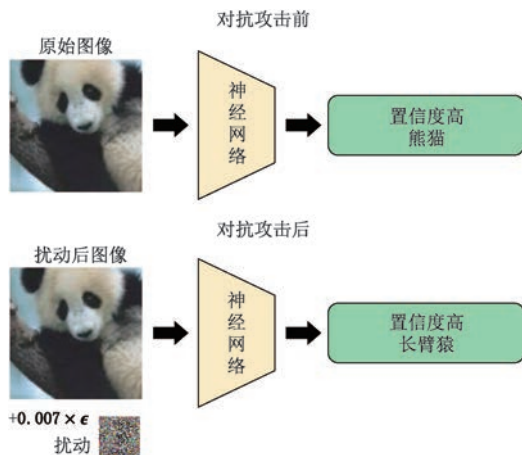 对抗攻击前
原始图像
神经网络
置信度高
熊猫
对抗攻击后
扰动后图像
神经网络
置信度高
长臂猿
+0.007×ϵ
扰动